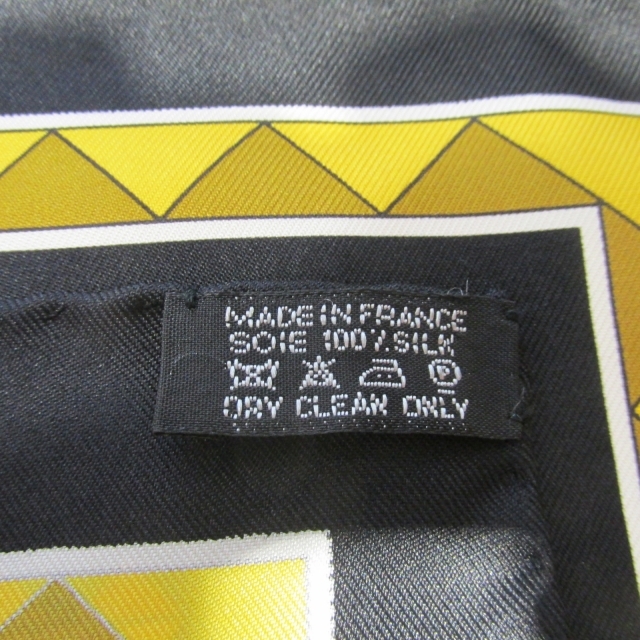 MADE IN FRANCE
SOIE 100% SILK
DRY CLEAN ONLY